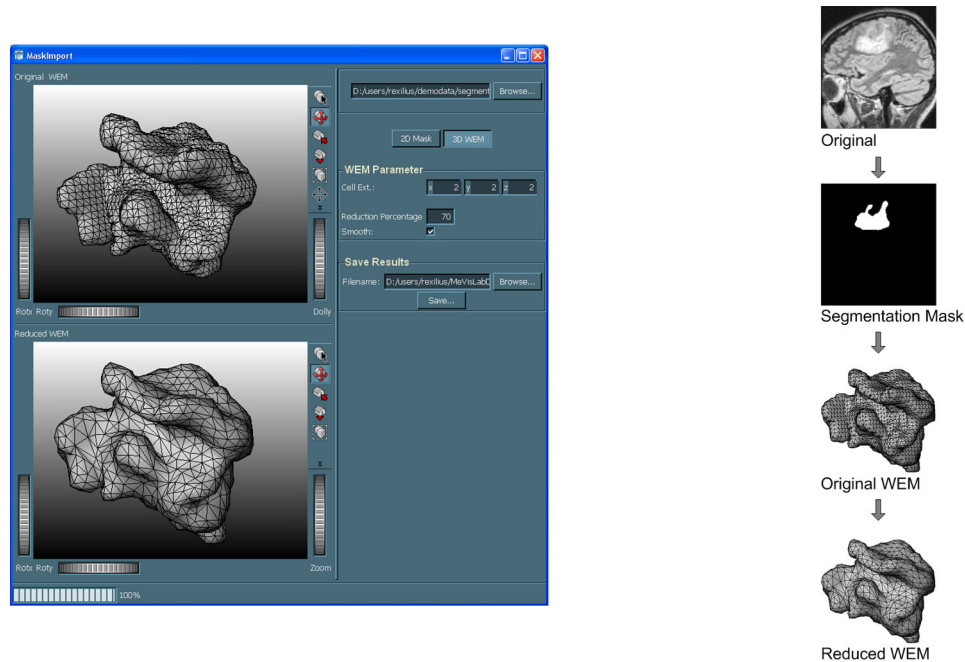 MaskImport
Original WEM
Rotx Roty
Dolly
Reduced WEM
Rotx Roty
Zoom
100%
D:/users/rexilius/demodata/segment
Browse...
2D Mask
3D WEM
WEM Parameter
Cell Ext.: x 2 y 2 z 2
Reduction Percentage 70
Smooth:
Save Results
Filename: D:/users/rexilius/MeVisLabD Browse...
Save...
Original
Segmentation Mask
Original WEM
Reduced WEM